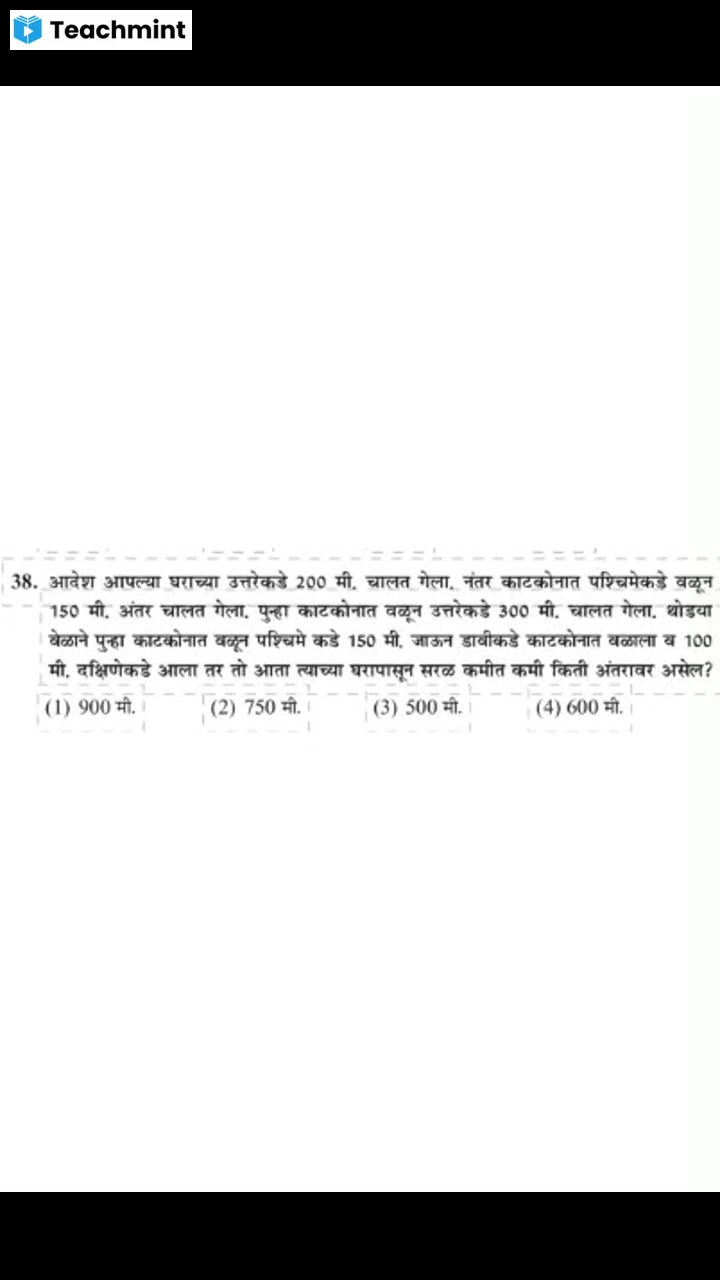 Teachmint
38. आदेश आपल्या घराच्या उत्तरेकडे 200 मी. चालत गेला. नंतर काटकोनात पश्चिमेकडे वळून
150 मी. अंतर चालत गेला. पुन्हा काटकोनात वळून उत्तरेकडे 300 मी. चालत गेला. थोड्या
वेळाने पुन्हा काटकोनात वळून पश्चिमे कडे 150 मी. जाऊन डावीकडे काटकोनात वळाला व 100
मी. दक्षिणेकडे आला तर तो आता त्याच्या घरापासून सरळ कमीत कमी किती अंतरावर असेल?
(1) 900 मी. (2) 750 मी. (3) 500 मी. (4) 600 मी.